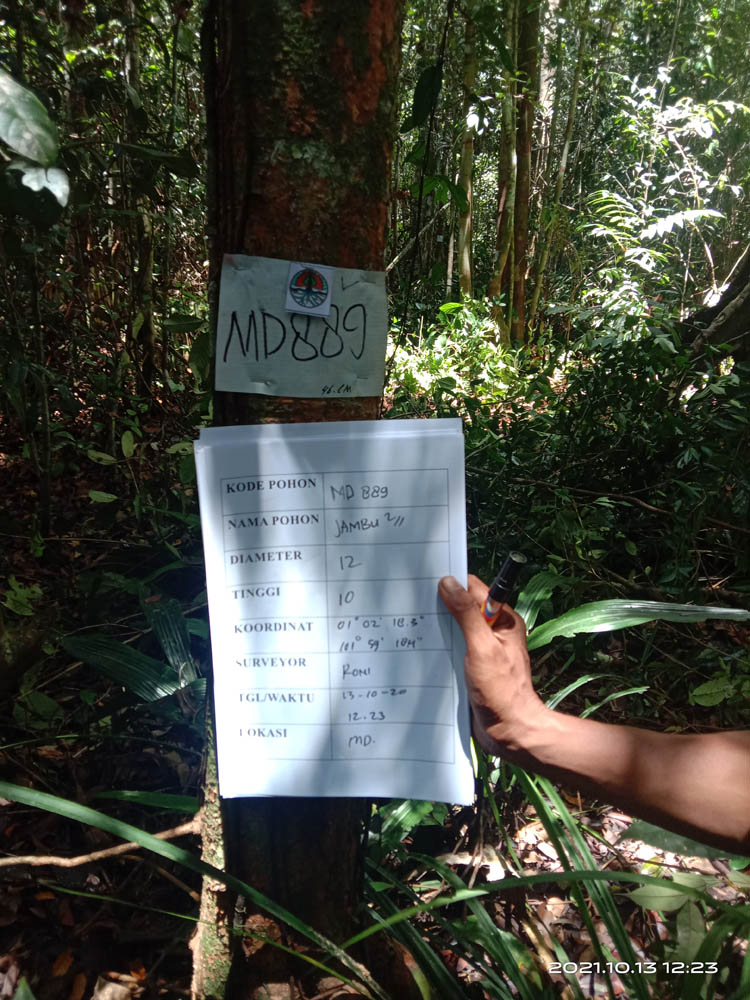 MD889
46.CM
KODE POHON MD 889
NAMA POHON JAMBU 2//
DIAMETER 12
TINGGI 10
KOORDINAT 01° 02' 18.3"
101° 59' 18.4"
SURVEYOR RONI
TGL/WAKTU 13-10-20
12.23
LOKASI MD.
2021.10.13 12:23